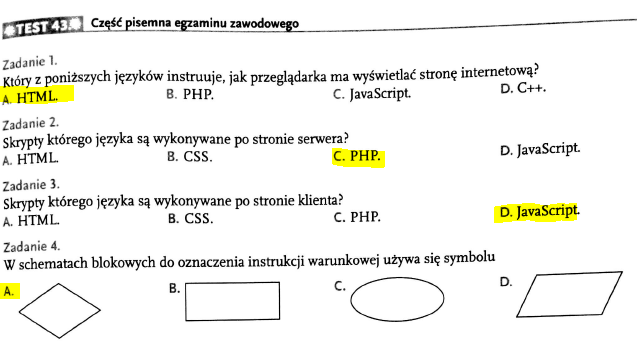 TEST 43 Część pisemna egzaminu zawodowego
Zadanie 1.
Który z poniższych języków instruuje, jak przeglądarka ma wyświetlać stronę internetową?
A. HTML. B. PHP. C. JavaScript. D. C++.
Zadanie 2.
Skrypty którego języka są wykonywane po stronie serwera?
A. HTML. B. CSS. C. PHP. D. JavaScript.
Zadanie 3.
Skrypty którego języka są wykonywane po stronie klienta?
A. HTML. B. CSS. C. PHP. D. JavaScript.
Zadanie 4.
W schematach blokowych do oznaczenia instrukcji warunkowej używa się symbolu
A. B. C. D.